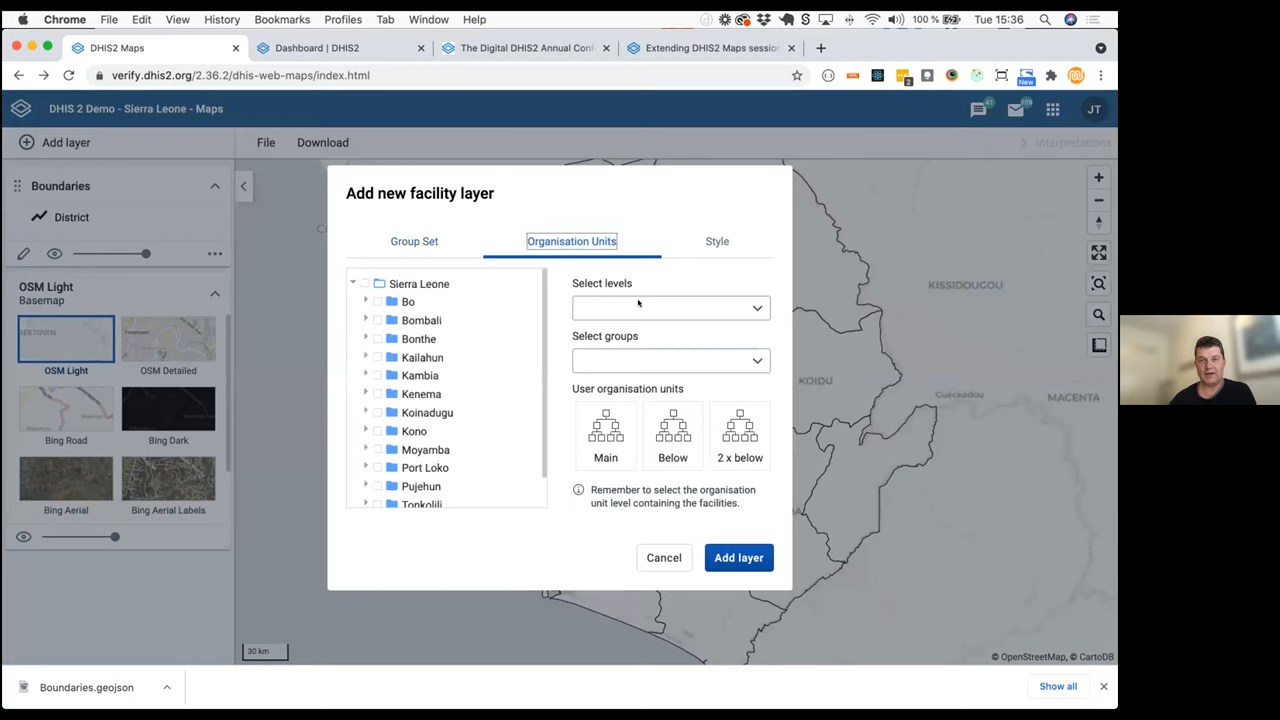 Chrome File Edit View History Bookmarks Profiles Tab Window Help 100 % Tue 15:36
DHIS2 Maps
Dashboard | DHIS2
The Digital DHIS2 Annual Conf
Extending DHIS2 Maps session
verify.dhis2.org/2.36.2/dhis-web-maps/index.html
2
New
DHIS 2 Demo - Sierra Leone - Maps
41
109
JT
Add layer
File Download
Interpretations
Boundaries
District
OSM Light
Basemap
OSM Light
OSM Detailed
Bing Road
Bing Dark
Bing Aerial
Bing Aerial Labels
Add new facility layer
Group Set
Organisation Units
Style
Sierra Leone
Bo
Bombali
Bonthe
Kailahun
Kambia
Kenema
Koinadugu
Kono
Moyamba
Port Loko
Pujehun
Tonkolili
Select levels
Select groups
User organisation units
Main
Below
2 x below
Remember to select the organisation
unit level containing the facilities.
Cancel
Add layer
KISSIDOUGOU
KOIDU
Guéckédou
MACENTA
30 km
© OpenStreetMap, © CartoDB
Boundaries.geojson
Show all